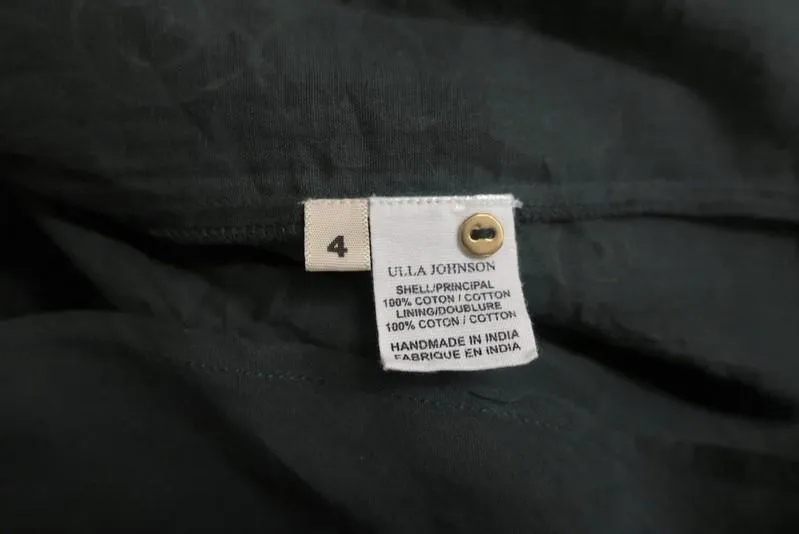 4
ULLA JOHNSON
SHELL/PRINCIPAL
100% COTON / COTTON
LINING/DOUBLURE
100% COTON / COTTON
HANDMADE IN INDIA
FABRIQUE EN INDIA